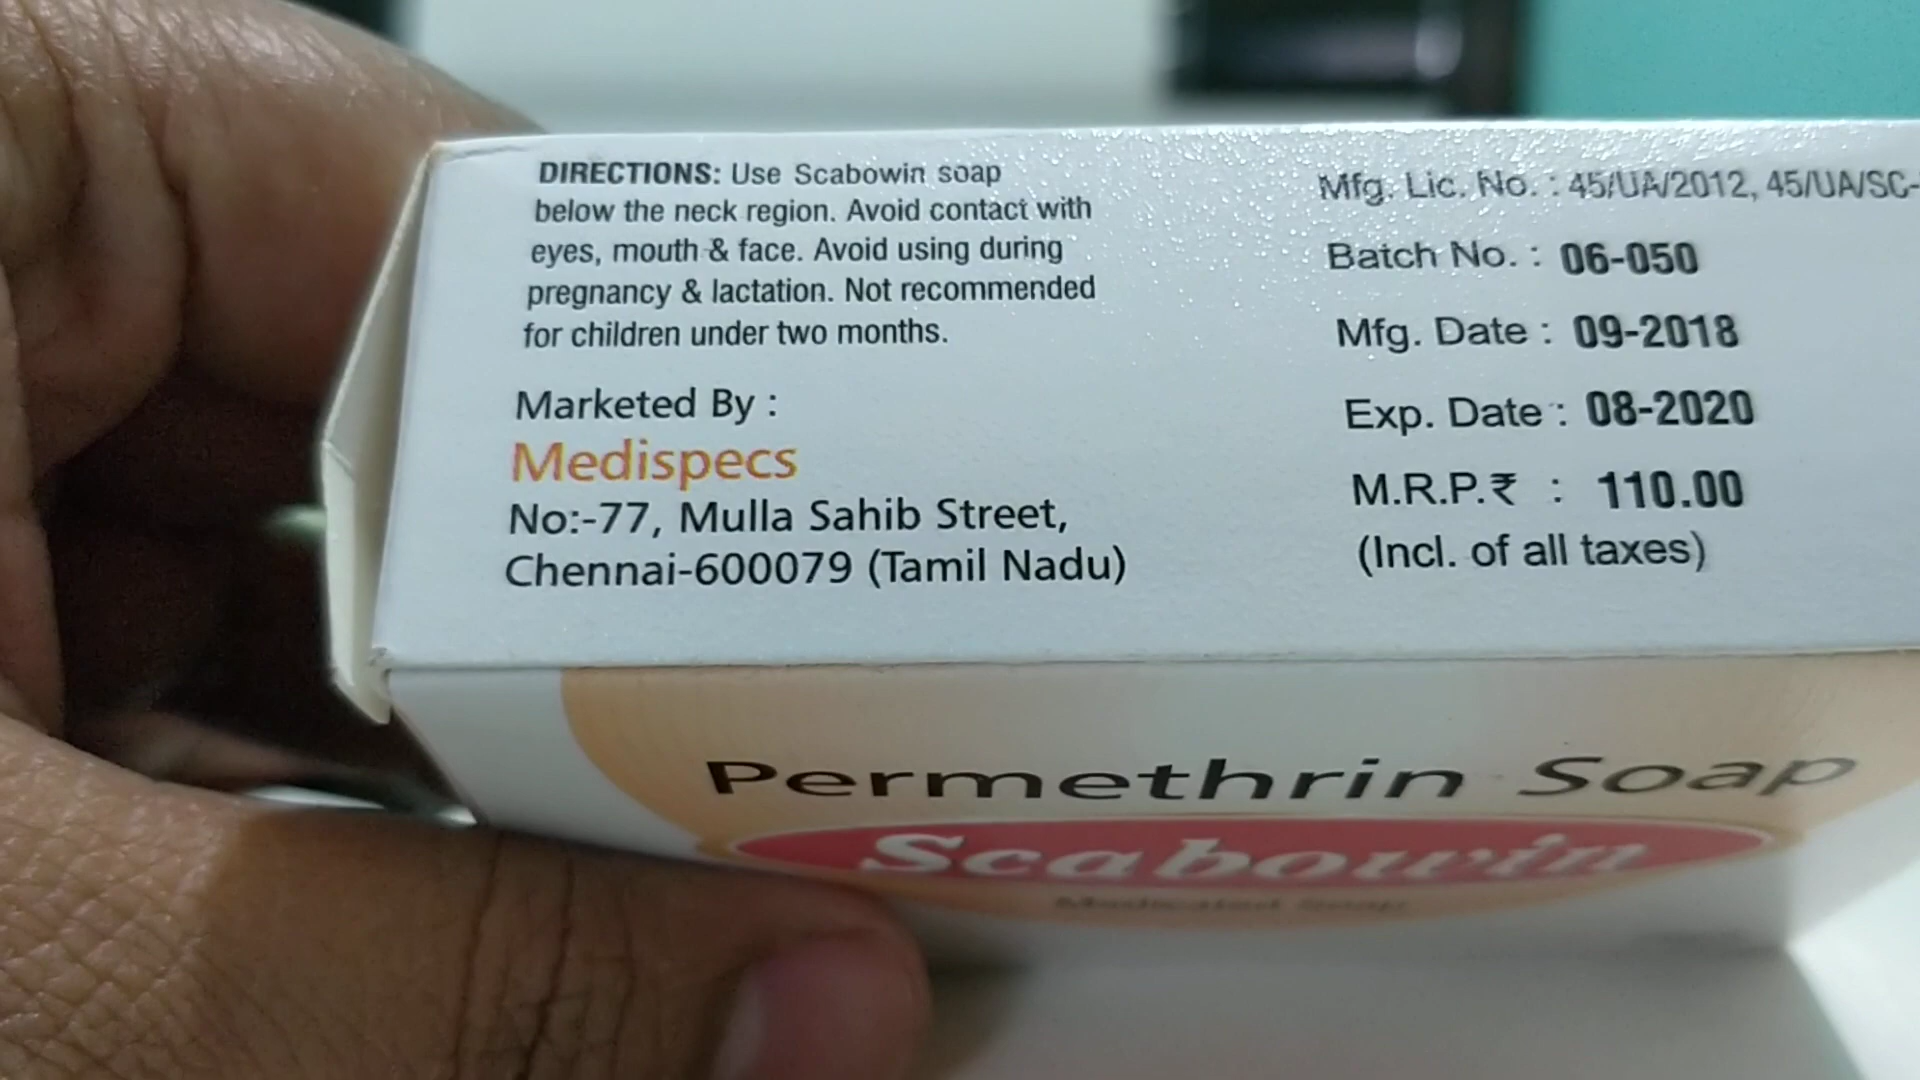 DIRECTIONS: Use Scabowin soap
below the neck region. Avoid contact with
eyes, mouth & face. Avoid using during
pregnancy & lactation. Not recommended
for children under two months.
Marketed By :
Medispecs
No:-77, Mulla Sahib Street,
Chennai-600079 (Tamil Nadu)
Mfg. Lic. No. : 45/UA/2012, 45/UA/SC-
Batch No. : 06-050
Mfg. Date : 09-2018
Exp. Date : 08-2020
M.R.P.₹ : 110.00
(Incl. of all taxes)
Permethrin Soap
Scabowin
Medicated Soap